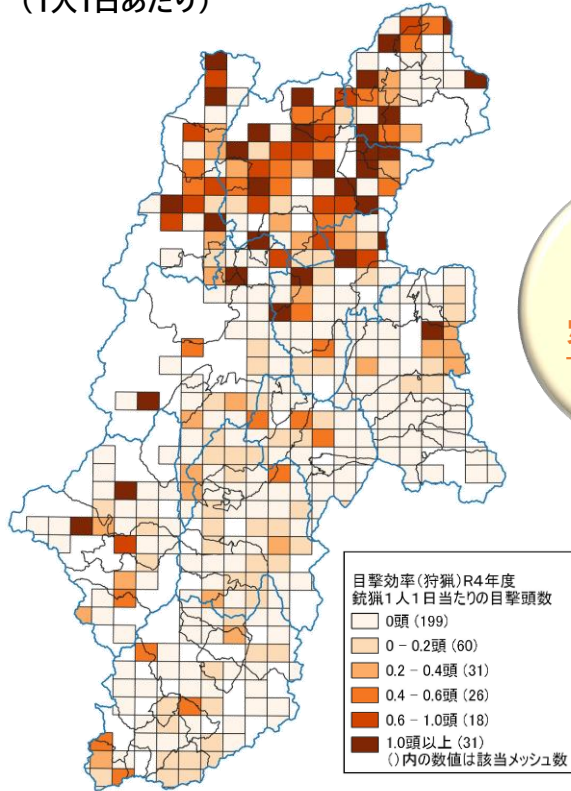 (1人1日あたり)
目撃効率(狩猟)R4年度
銃猟1人1日当たりの目撃頭数
0頭 (199)
0 – 0.2頭 (60)
0.2 – 0.4頭 (31)
0.4 – 0.6頭 (26)
0.6 – 1.0頭 (18)
1.0頭以上 (31)
()内の数値は該当メッシュ数